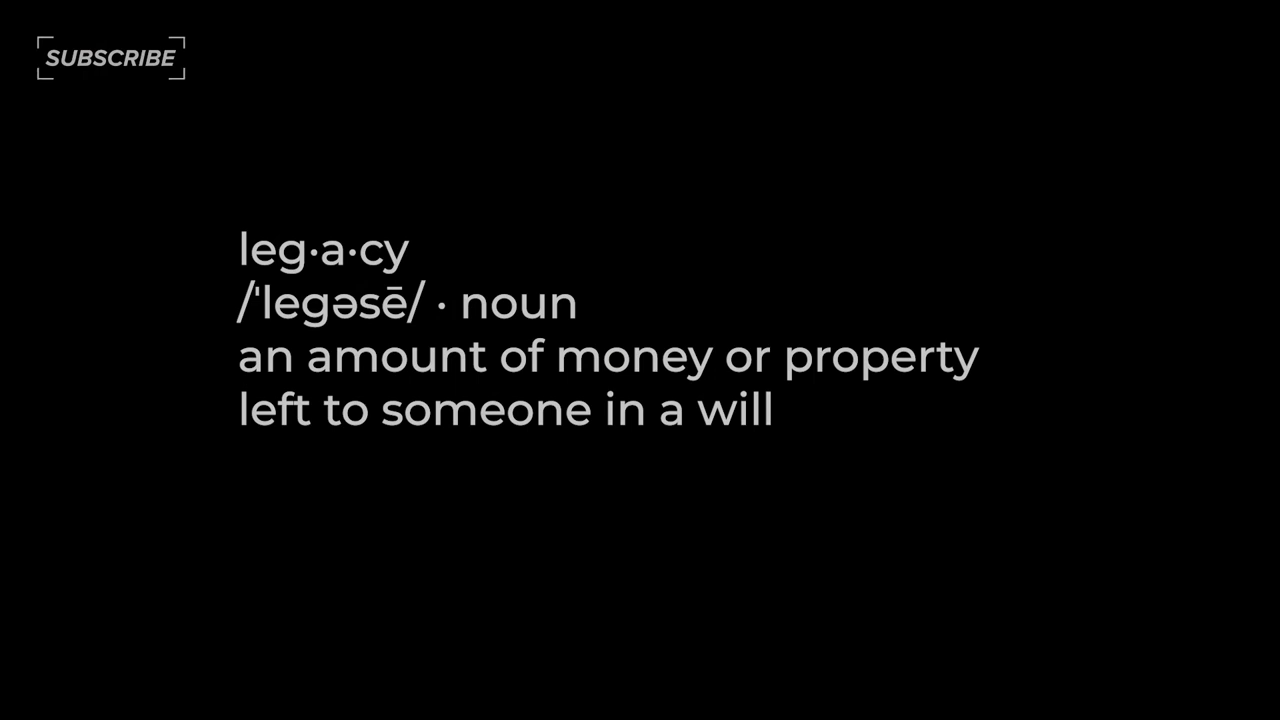 SUBSCRIBE
leg·a·cy
/ˈlegəsē/ · noun
an amount of money or property
left to someone in a will